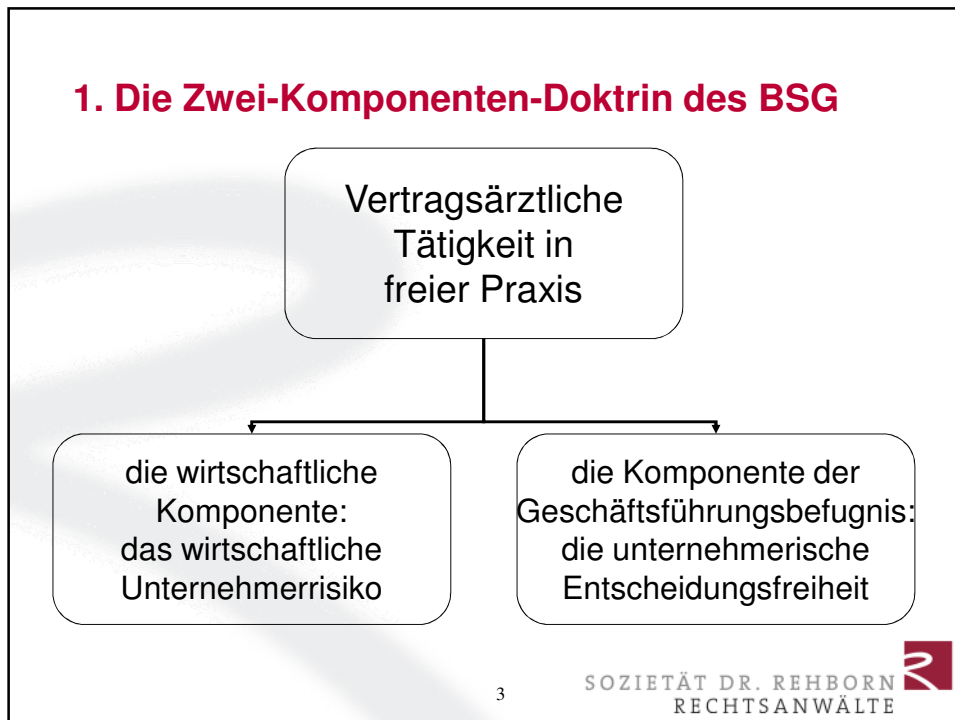 1. Die Zwei-Komponenten-Doktrin des BSG
Vertragsärztliche
Tätigkeit in
freier Praxis
die wirtschaftliche
Komponente:
das wirtschaftliche
Unternehmerrisiko
die Komponente der
Geschäftsführungsbefugnis:
die unternehmerische
Entscheidungsfreiheit
3
SOZIETÄT DR. REHBORN
RECHTSANWÄLTE